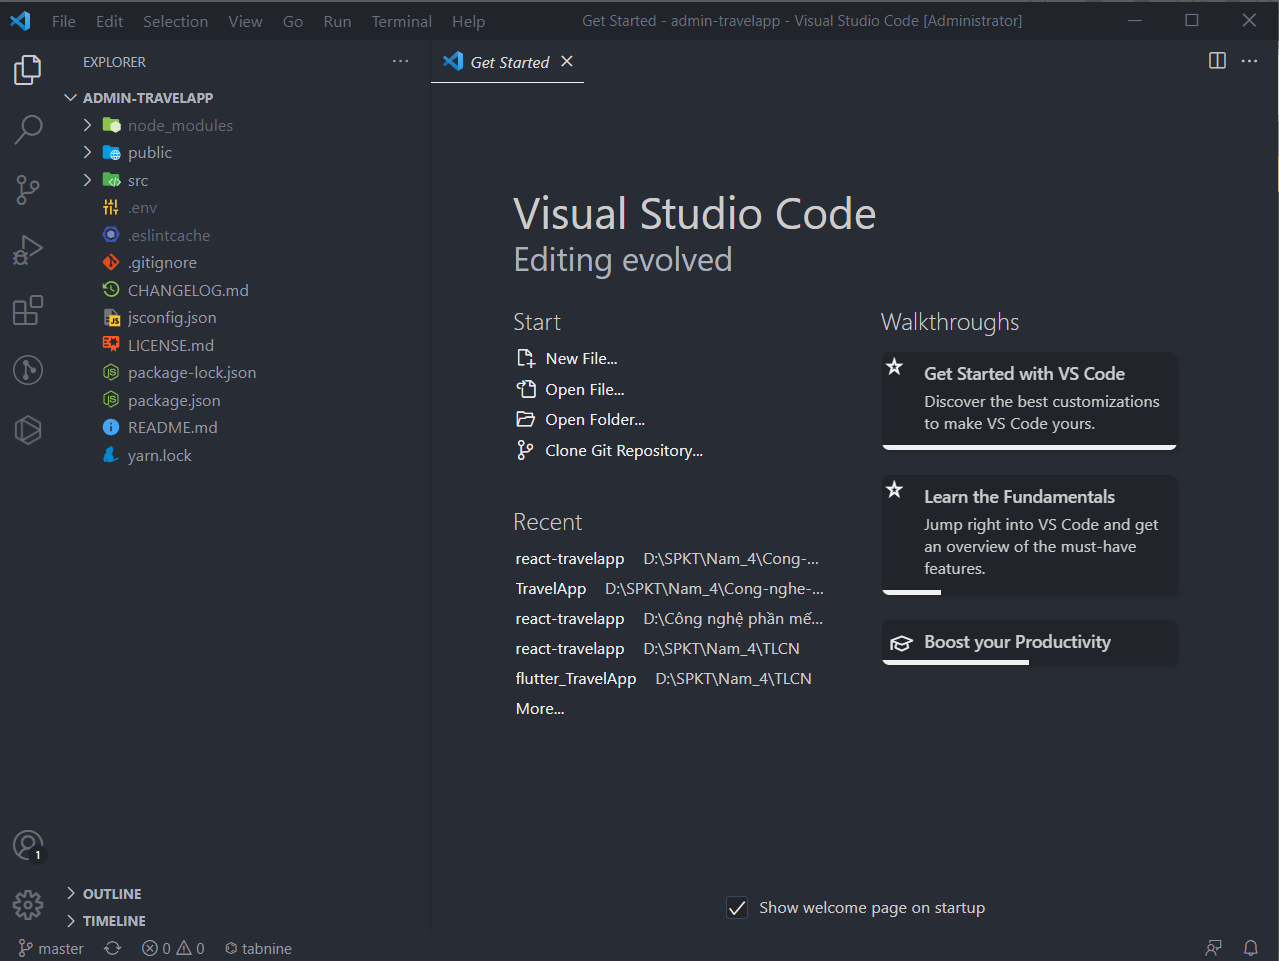 File Edit Selection View Go Run Terminal Help Get Started - admin-travelapp - Visual Studio Code [Administrator]
EXPLORER
Get Started
ADMIN-TRAVELAPP
node_modules
public
src
.env
.eslintcache
.gitignore
CHANGELOG.md
jsconfig.json
LICENSE.md
package-lock.json
package.json
README.md
yarn.lock
OUTLINE
TIMELINE
Visual Studio Code
Editing evolved
Start
New File...
Open File...
Open Folder...
Clone Git Repository...
Recent
react-travelapp D:\SPKT\Nam_4\Cong-...
TravelApp D:\SPKT\Nam_4\Cong-nghe-...
react-travelapp D:\Công nghệ phần mế...
react-travelapp D:\SPKT\Nam_4\TLCN
flutter_TravelApp D:\SPKT\Nam_4\TLCN
More...
Walkthroughs
Get Started with VS Code
Discover the best customizations
to make VS Code yours.
Learn the Fundamentals
Jump right into VS Code and get
an overview of the must-have
features.
Boost your Productivity
Show welcome page on startup
1
master 0 0 tabnine